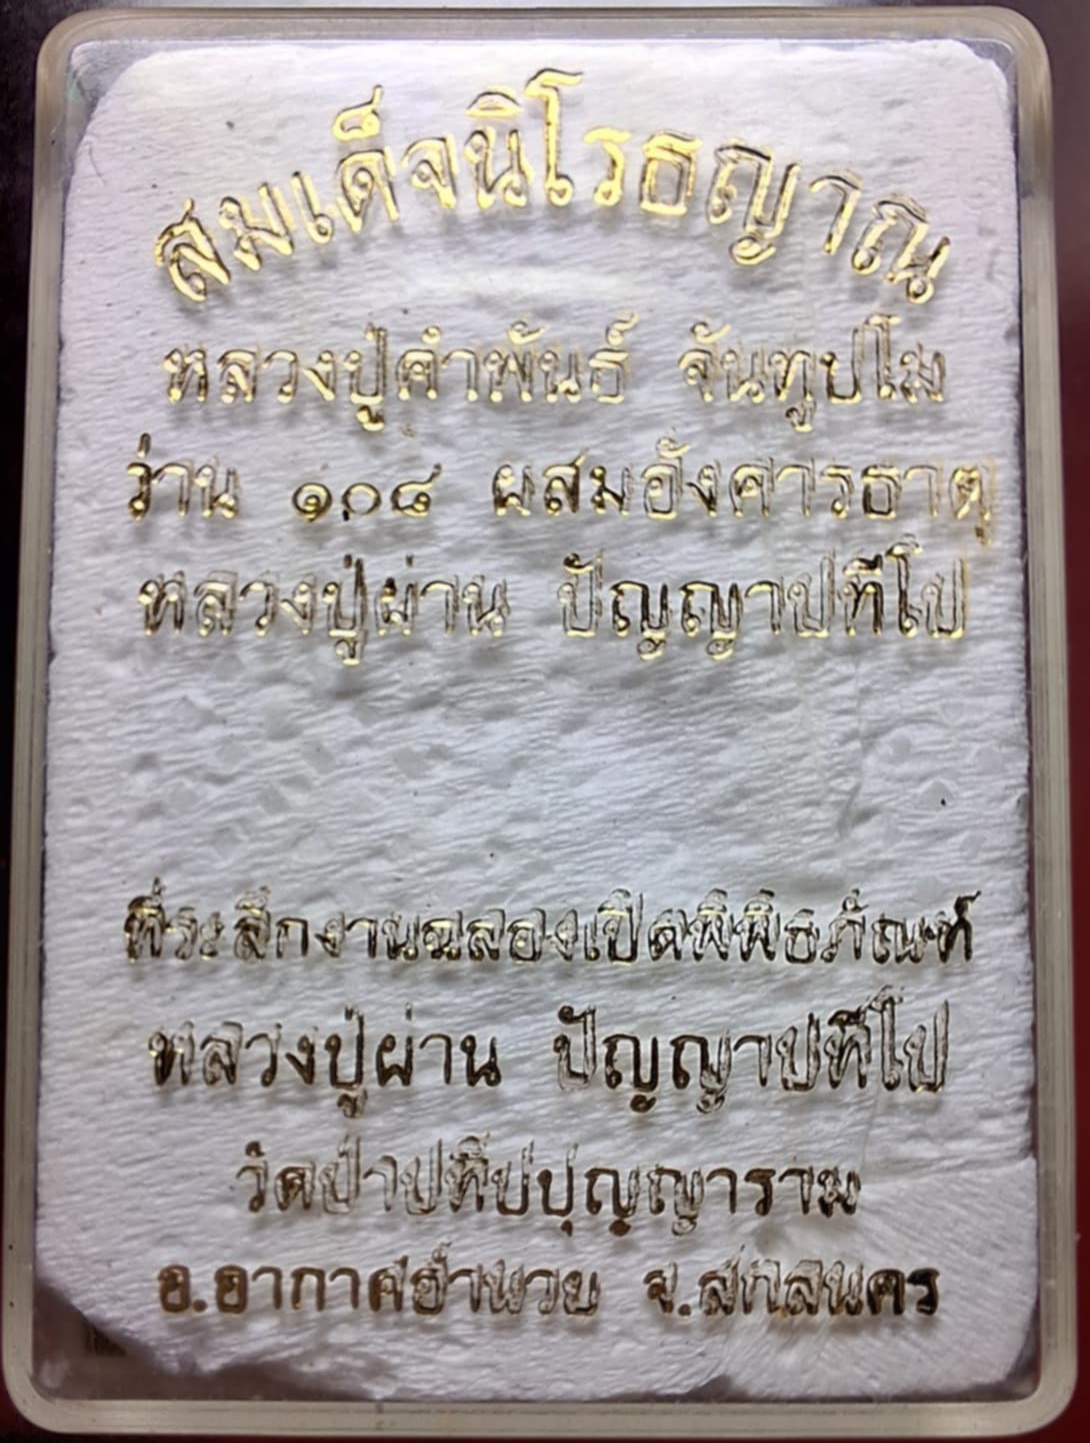 สมเด็จนิโรธญาณ
หลวงปู่คำพันธ์ จันทูปโม
ว่าน ๑๐๘ ผสมอังคารธาตุ
หลวงปู่ผ่าน ปัญญาปทีโป
ที่ระลึกงานฉลองเปิดพิพิธภัณฑ์
หลวงปู่ผ่าน ปัญญาปทีโป
วัดป่าปทีปปุญญาราม
อ.อากาศอำนวย จ.สกลนคร